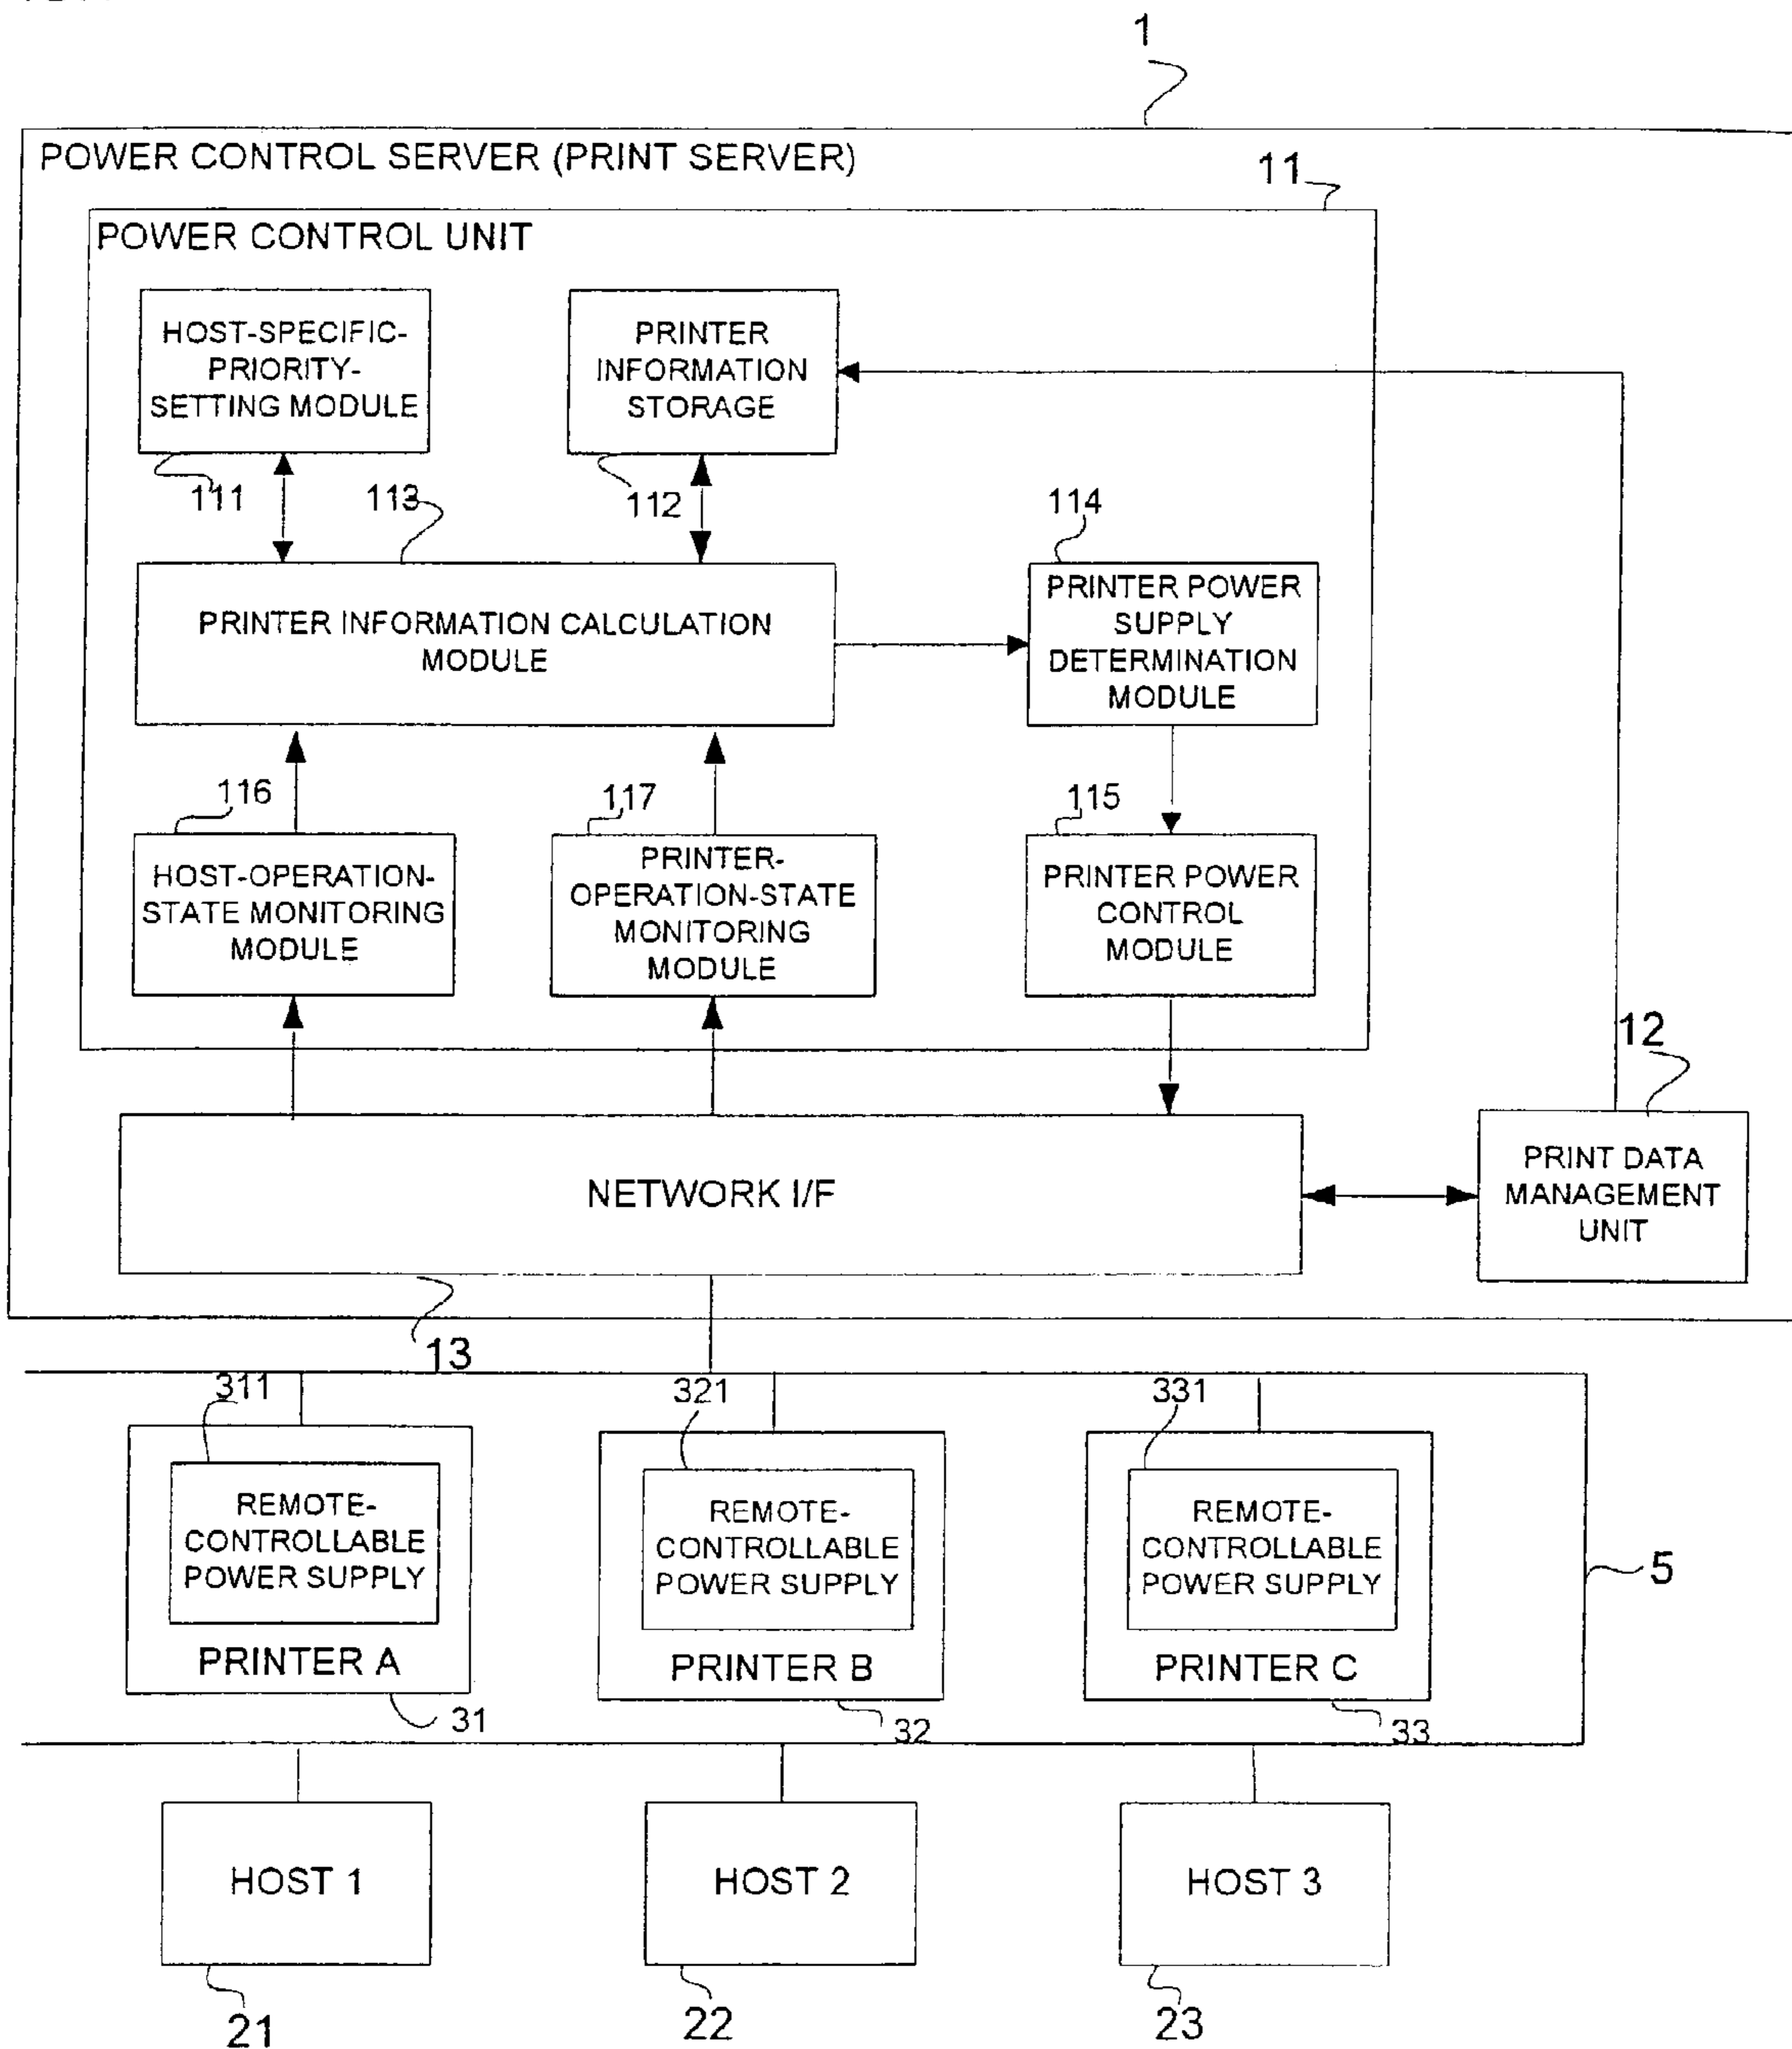 1
POWER CONTROL SERVER (PRINT SERVER)
11
POWER CONTROL UNIT
HOST-SPECIFIC-
PRIORITY-
SETTING MODULE
PRINTER
INFORMATION
STORAGE
111
113
112
114
PRINTER INFORMATION CALCULATION
MODULE
PRINTER POWER
SUPPLY
DETERMINATION
MODULE
116
117
115
HOST-OPERATION-
STATE MONITORING
MODULE
PRINTER-
OPERATION-STATE
MONITORING
MODULE
PRINTER POWER
CONTROL
MODULE
12
NETWORK I/F
PRINT DATA
MANAGEMENT
UNIT
13
311
321
331
REMOTE-
CONTROLLABLE
POWER SUPPLY
PRINTER A
REMOTE-
CONTROLLABLE
POWER SUPPLY
PRINTER B
REMOTE-
CONTROLLABLE
POWER SUPPLY
PRINTER C
5
31
32
33
HOST 1
HOST 2
HOST 3
21
22
23